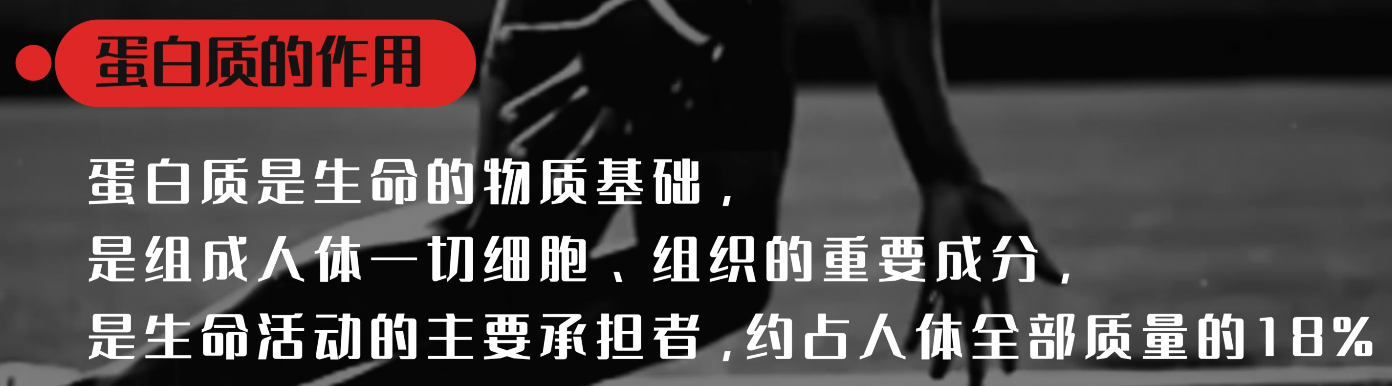 蛋白质的作用
蛋白质是生命的物质基础，
是组成人体一切细胞、组织的重要成分，
是生命活动的主要承担者，约占人体全部质量的18%